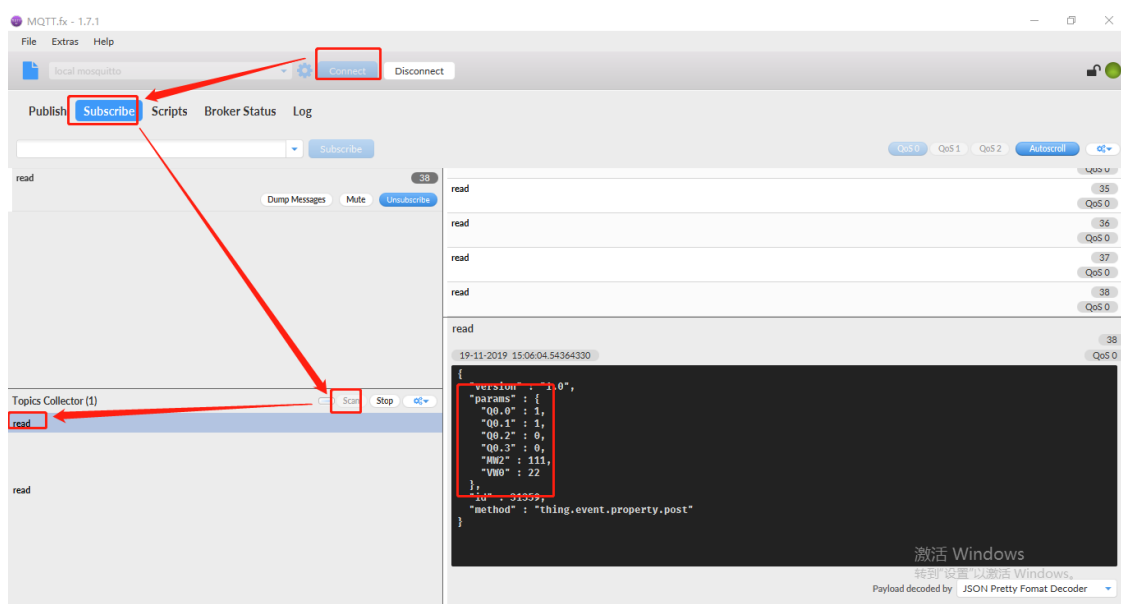 MQTT.fx - 1.7.1
File Extras Help
local mosquitto Connect Disconnect
Publish Subscribe Scripts Broker Status Log
Subscribe QoS 0 QoS 1 QoS 2 Autoscroll
read 38
Dump Messages Mute Unsubscribe
QoS 0
read 35
QoS 0
read 36
QoS 0
read 37
QoS 0
read 38
QoS 0
read
38
19-11-2019 15:06:04.54364330 QoS 0
{
"version" : "1.0",
"params" : {
"Q0.0" : 1,
"Q0.1" : 1,
"Q0.2" : 0,
"Q0.3" : 0,
"MW2" : 111,
"VW0" : 22
},
"id" : 31359,
"method" : "thing.event.property.post"
}
Topics Collector (1) Scan Stop
read
read
激活 Windows
转到"设置"以激活 Windows。
Payload decoded by JSON Pretty Fomat Decoder